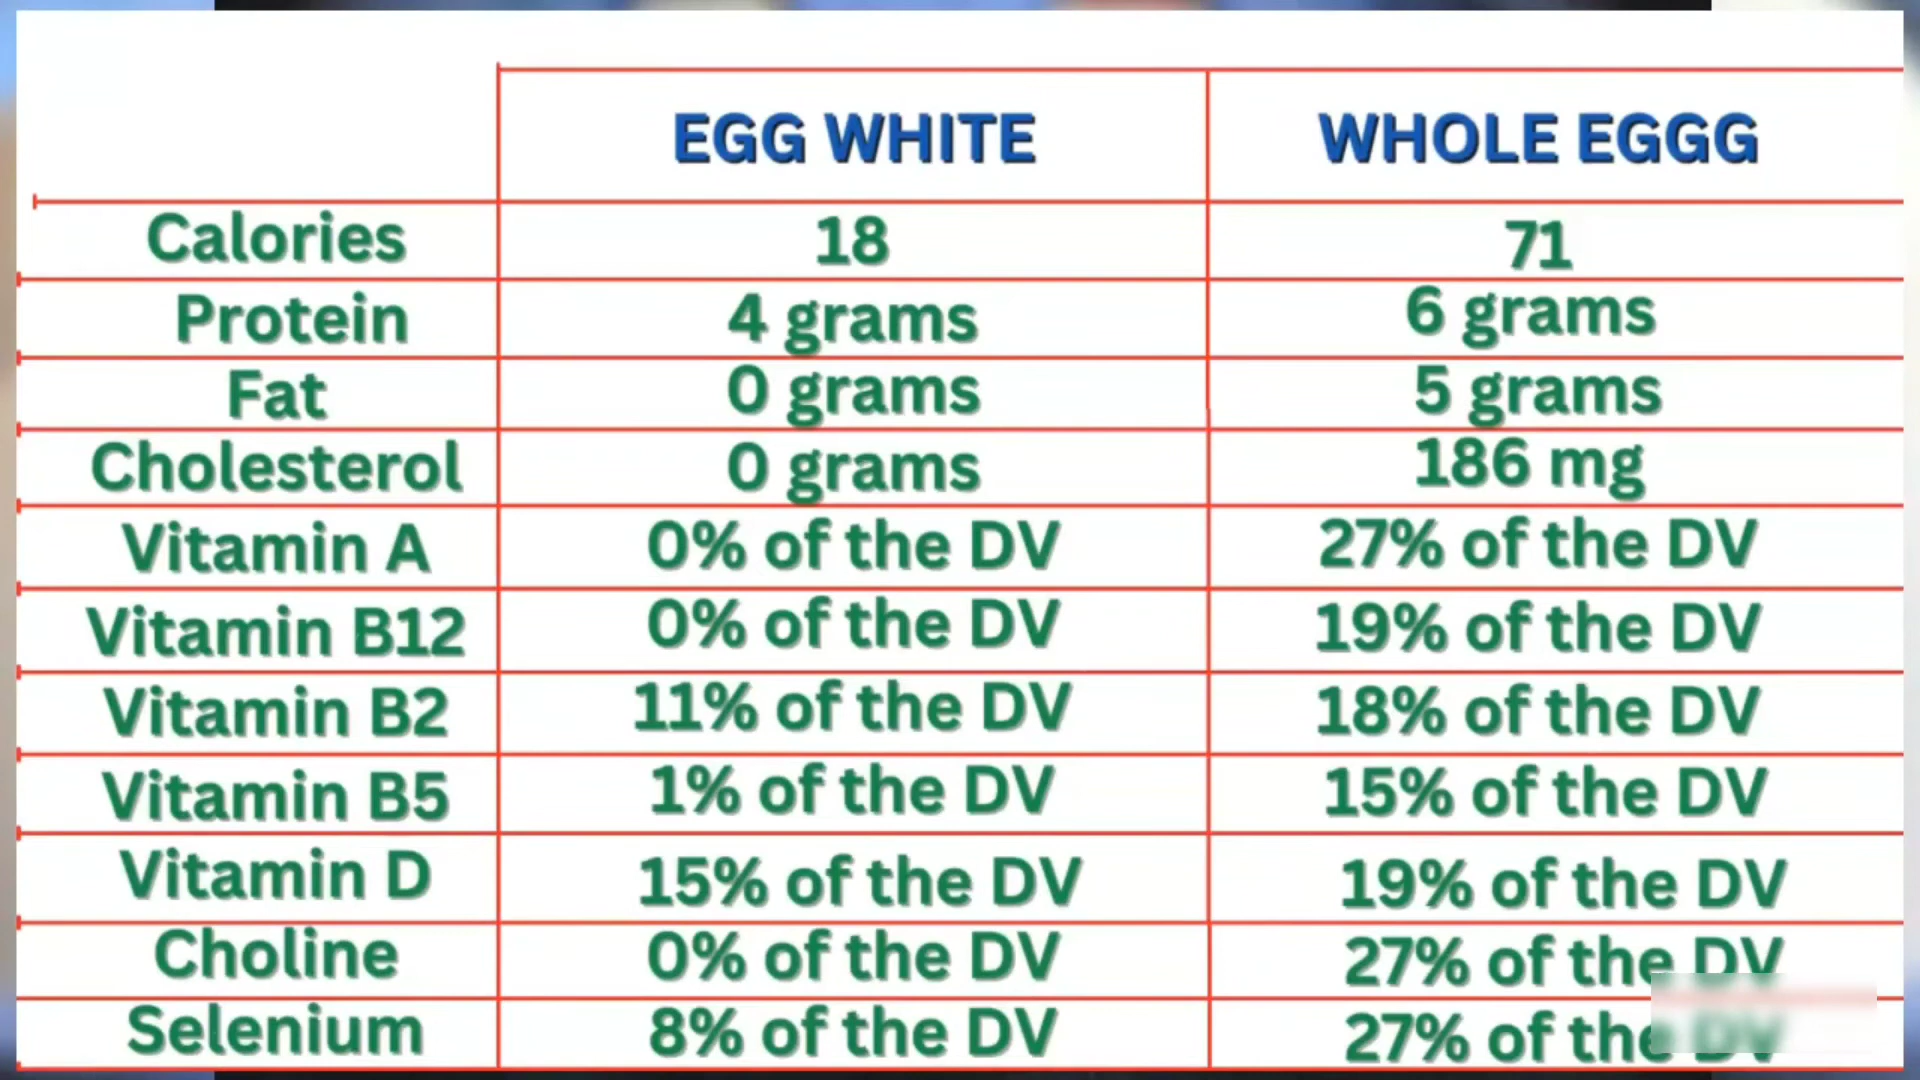 EGG WHITE WHOLE EGGG
Calories 18 71
Protein 4 grams 6 grams
Fat 0 grams 5 grams
Cholesterol 0 grams 186 mg
Vitamin A 0% of the DV 27% of the DV
Vitamin B12 0% of the DV 19% of the DV
Vitamin B2 11% of the DV 18% of the DV
Vitamin B5 1% of the DV 15% of the DV
Vitamin D 15% of the DV 19% of the DV
Choline 0% of the DV 27% of the DV
Selenium 8% of the DV 27% of the DV